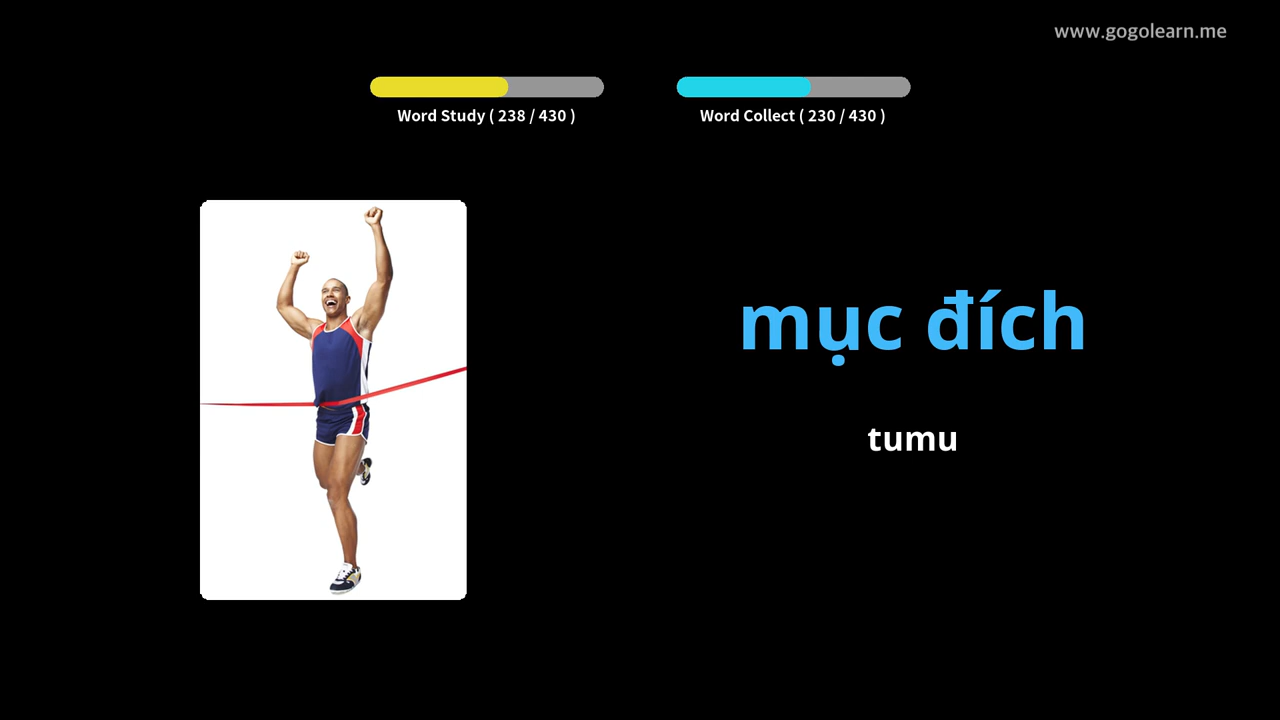 www.gogolearn.me
Word Study ( 238 / 430 )
Word Collect ( 230 / 430 )
mục đích
tumu